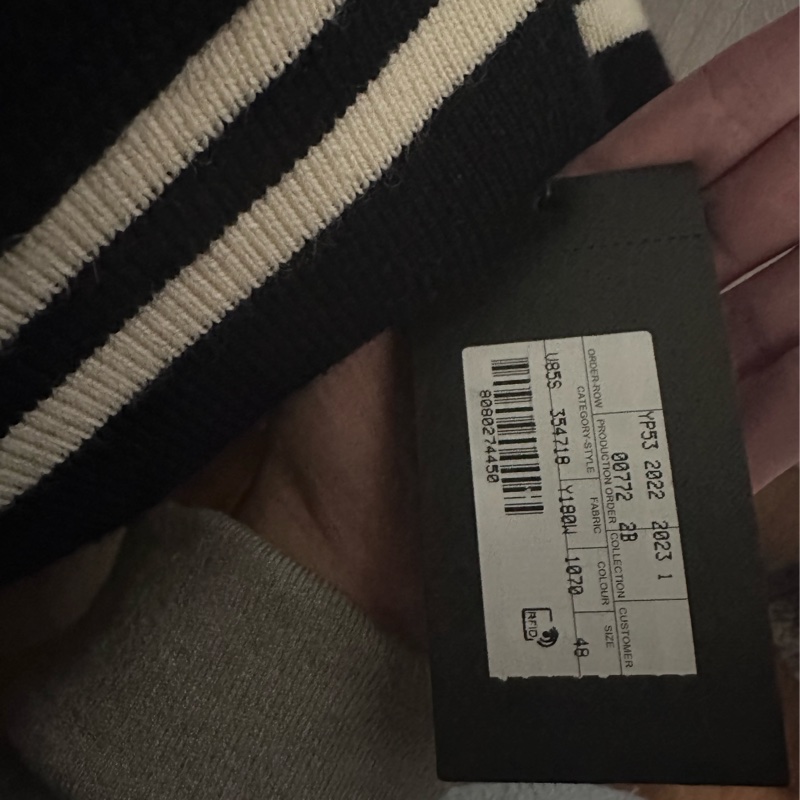 YP53 2022 2023 1
00772 2B
ORDER-ROW PRODUCTION ORDER COLLECTION CUSTOMER
CATEGORY-STYLE FABRIC COLOUR SIZE
U85S 354718 Y180W 1070 48
8080274450
RFID